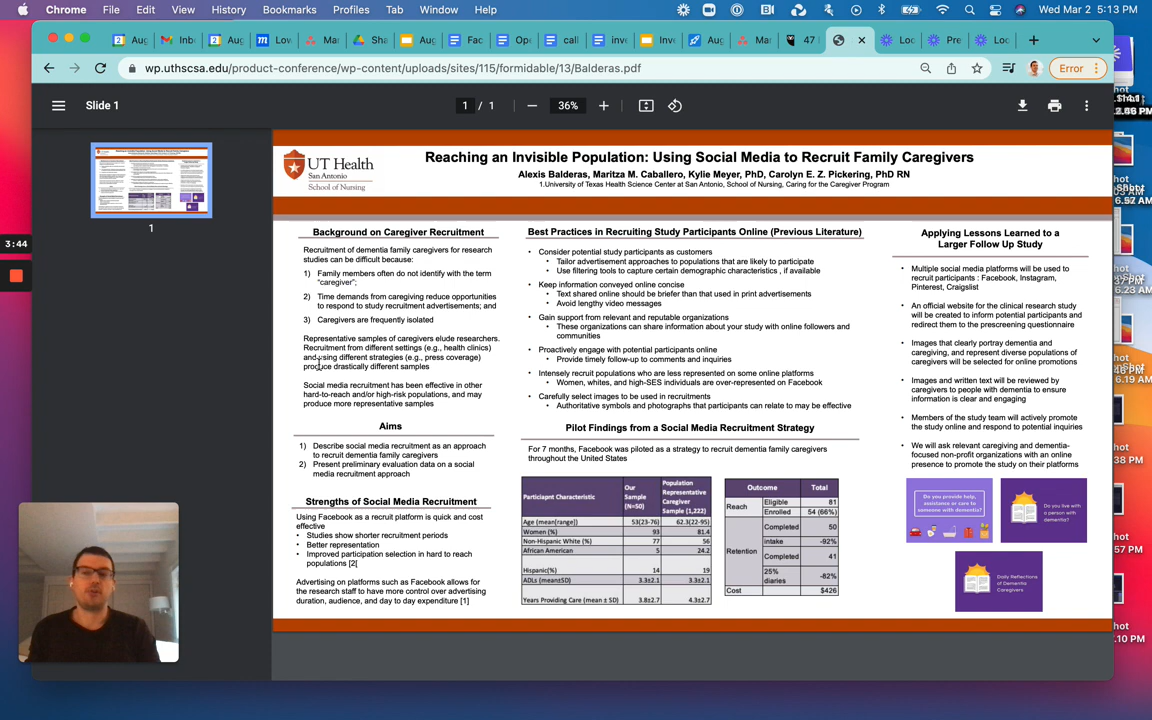 Chrome File Edit View History Bookmarks Profiles Tab Window Help Wed Mar 2 5:13 PM
Aug Inb Aug Low Mar Sha Aug Fac Ope call inve Inve Aug Mar 47 Loc Pre Loc
wp.uthscsa.edu/product-conference/wp-content/uploads/sites/115/formidable/13/Balderas.pdf
Error
Slide 1
1 / 1
36%
1
3:44
UT Health
San Antonio
School of Nursing
Reaching an Invisible Population: Using Social Media to Recruit Family Caregivers
Alexis Balderas, Maritza M. Caballero, Kylie Meyer, PhD, Carolyn E. Z. Pickering, PhD RN
1.University of Texas Health Science Center at San Antonio, School of Nursing, Caring for the Caregiver Program
Background on Caregiver Recruitment
Recruitment of dementia family caregivers for research
studies can be difficult because:
1) Family members often do not identify with the term
"caregiver";
2) Time demands from caregiving reduce opportunities
to respond to study recruitment advertisements; and
3) Caregivers are frequently isolated
Representative samples of caregivers elude researchers.
Recruitment from different settings (e.g., health clinics)
and using different strategies (e.g., press coverage)
produce drastically different samples
Social media recruitment has been effective in other
hard-to-reach and/or high-risk populations, and may
produce more representative samples
Aims
1) Describe social media recruitment as an approach
to recruit dementia family caregivers
2) Present preliminary evaluation data on a social
media recruitment approach
Strengths of Social Media Recruitment
Using Facebook as a recruit platform is quick and cost
effective
• Studies show shorter recruitment periods
• Better representation
• Improved participation selection in hard to reach
populations [2[
Advertising on platforms such as Facebook allows for
the research staff to have more control over advertising
duration, audience, and day to day expenditure [1]
Best Practices in Recruiting Study Participants Online (Previous Literature)
• Consider potential study participants as customers
• Tailor advertisement approaches to populations that are likely to participate
• Use filtering tools to capture certain demographic characteristics , if available
• Keep information conveyed online concise
• Text shared online should be briefer than that used in print advertisements
• Avoid lengthy video messages
• Gain support from relevant and reputable organizations
• These organizations can share information about your study with online followers and
communities
• Proactively engage with potential participants online
• Provide timely follow-up to comments and inquiries
• Intensely recruit populations who are less represented on some online platforms
• Women, whites, and high-SES individuals are over-represented on Facebook
• Carefully select images to be used in recruitments
• Authoritative symbols and photographs that participants can relate to may be effective
Pilot Findings from a Social Media Recruitment Strategy
For 7 months, Facebook was piloted as a strategy to recruit dementia family caregivers
throughout the United States
Participant Characteristic Our Sample (N=50) Population Representative Caregiver Sample (1,222)
Age (mean[range]) 53(23-76) 62.3(22-95)
Women (%) 93 81.4
Non-Hispanic White (%) 77 56
African American 5 24.2
Hispanic(%) 14 19
ADLs (mean±SD) 3.3±2.1 3.3±2.1
Years Providing Care (mean ± SD) 3.8±2.7 4.3±2.7
Outcome Total
Reach Eligible 81
Enrolled 54 (66%)
Retention Completed 50
intake -92%
Completed 41
25% diaries -82%
Cost $426
Applying Lessons Learned to a
Larger Follow Up Study
• Multiple social media platforms will be used to
recruit participants : Facebook, Instagram,
Pinterest, Craigslist
• An official website for the clinical research study
will be created to inform potential participants and
redirect them to the prescreening questionnaire
• Images that clearly portray dementia and
caregiving, and represent diverse populations of
caregivers will be selected for online promotions
• Images and written text will be reviewed by
caregivers to people with dementia to ensure
information is clear and engaging
• Members of the study team will actively promote
the study online and respond to potential inquiries
• We will ask relevant caregiving and dementia-
focused non-profit organizations with an online
presence to promote the study on their platforms
Do you provide help,
assistance or care to
someone with dementia?
Do you live with
a person with
dementia?
Daily Reflections
of Dementia
Caregivers